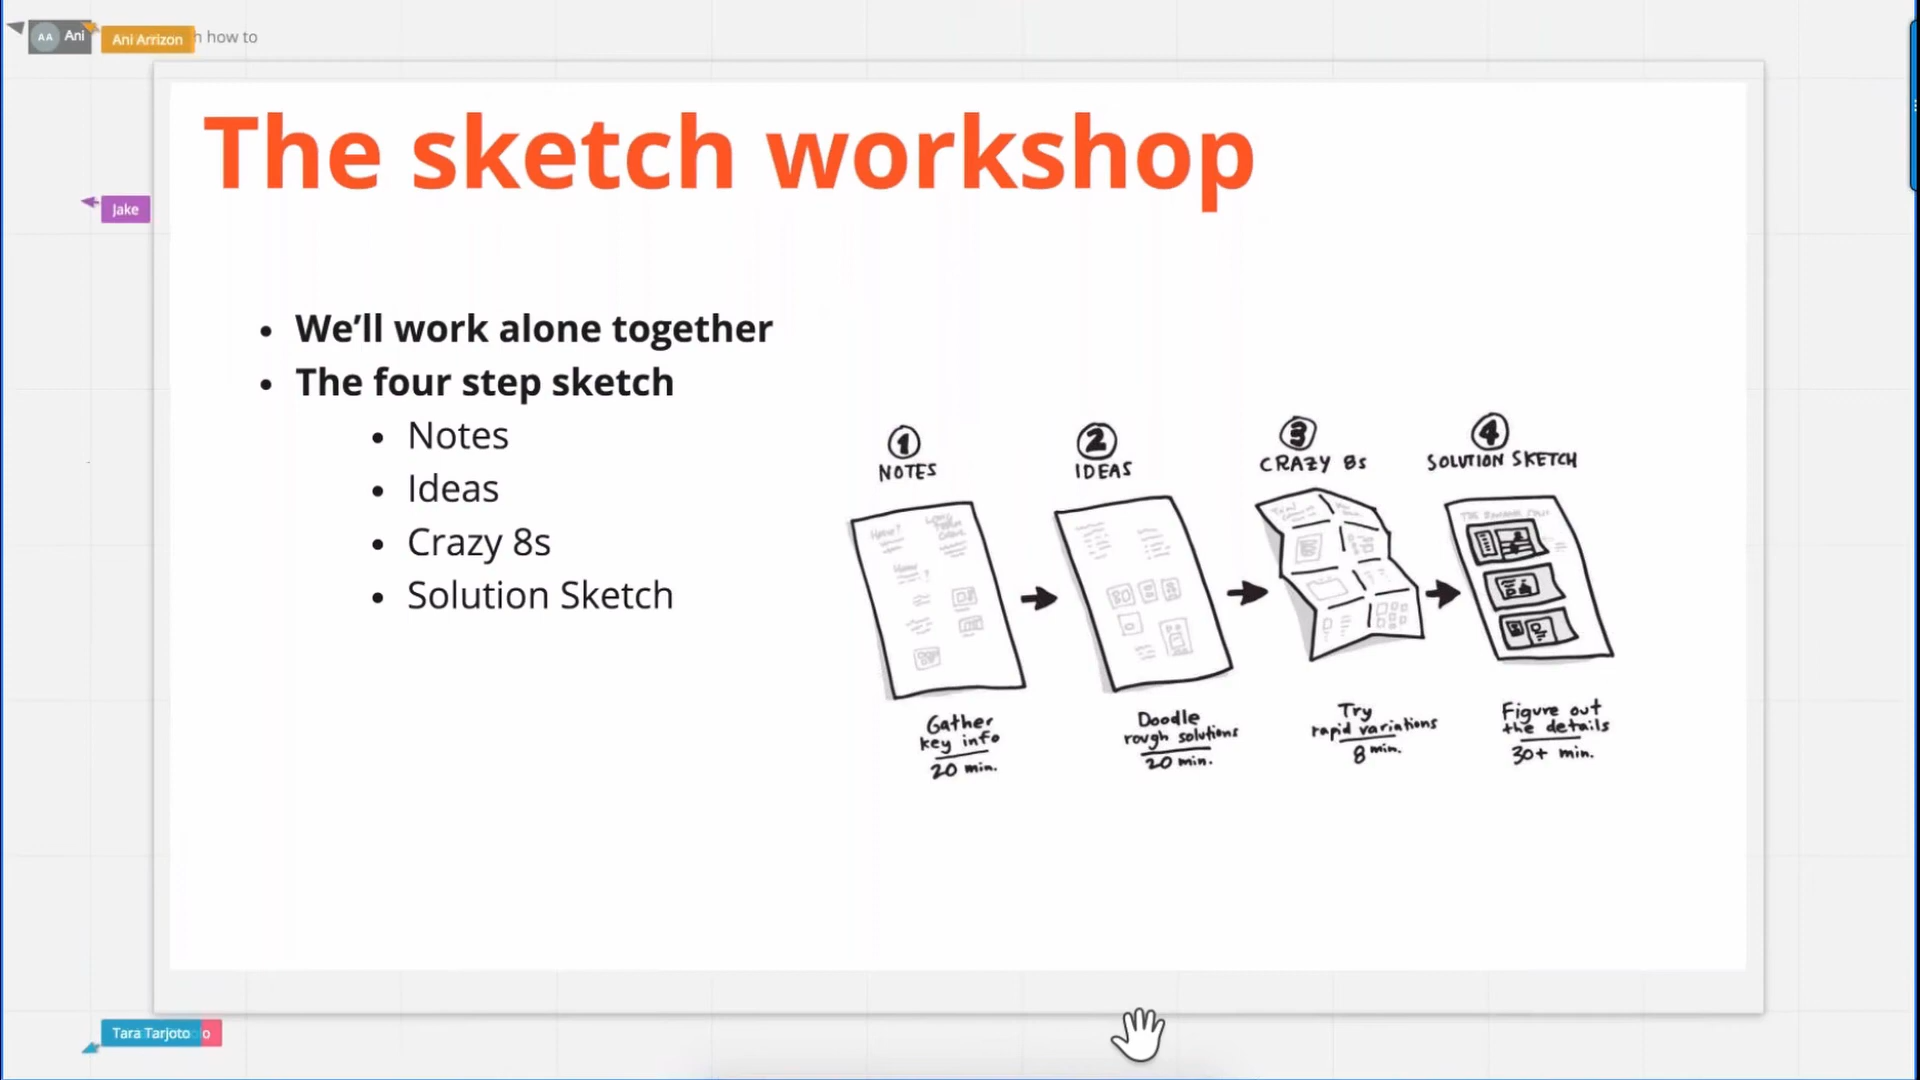 AA Ani
Ani Arrizon
how to
The sketch workshop
Jake
• We’ll work alone together
• The four step sketch
• Notes
• Ideas
• Crazy 8s
• Solution Sketch
1
NOTES
2
IDEAS
3
CRAZY 8s
4
SOLUTION SKETCH
Gather
key info
20 min.
Doodle
rough solutions
20 min.
Try
rapid variations
8 min.
Figure out
the details
30+ min.
Tara Tarjoto